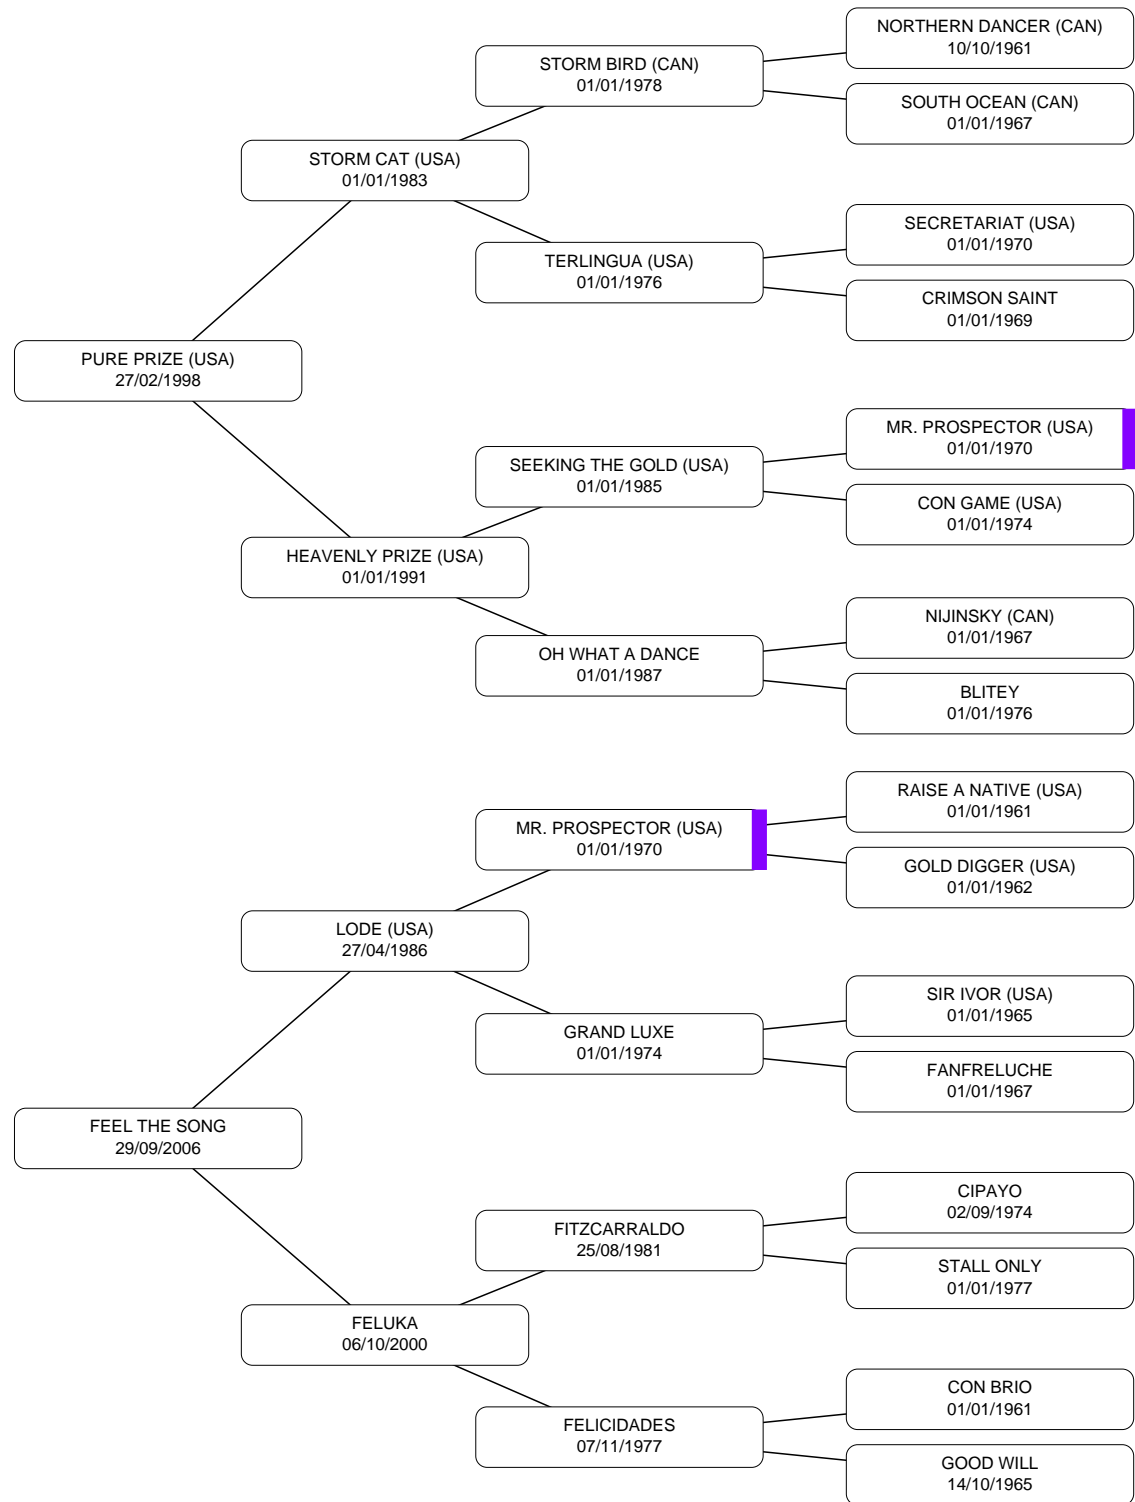 NORTHERN DANCER (CAN)
10/10/1961
STORM BIRD (CAN)
01/01/1978
SOUTH OCEAN (CAN)
01/01/1967
STORM CAT (USA)
01/01/1983
SECRETARIAT (USA)
01/01/1970
TERLINGUA (USA)
01/01/1976
CRIMSON SAINT
01/01/1969
PURE PRIZE (USA)
27/02/1998
MR. PROSPECTOR (USA)
01/01/1970
SEEKING THE GOLD (USA)
01/01/1985
CON GAME (USA)
01/01/1974
HEAVENLY PRIZE (USA)
01/01/1991
NIJINSKY (CAN)
01/01/1967
OH WHAT A DANCE
01/01/1987
BLITEY
01/01/1976
RAISE A NATIVE (USA)
01/01/1961
MR. PROSPECTOR (USA)
01/01/1970
GOLD DIGGER (USA)
01/01/1962
LODE (USA)
27/04/1986
SIR IVOR (USA)
01/01/1965
GRAND LUXE
01/01/1974
FANFRELUCHE
01/01/1967
FEEL THE SONG
29/09/2006
CIPAYO
02/09/1974
FITZCARRALDO
25/08/1981
STALL ONLY
01/01/1977
FELUKA
06/10/2000
CON BRIO
01/01/1961
FELICIDADES
07/11/1977
GOOD WILL
14/10/1965